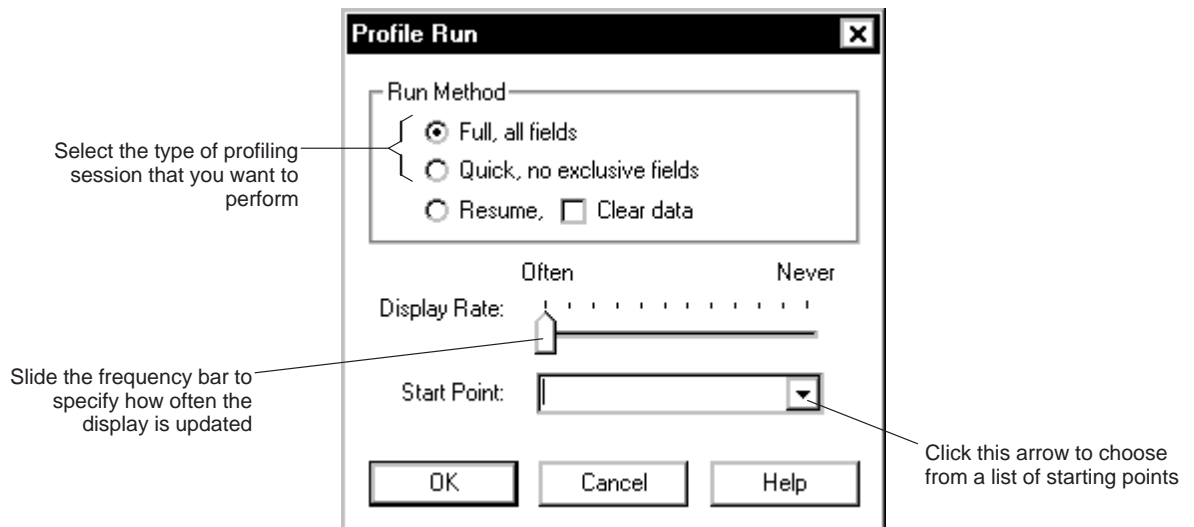 Profile Run
Run Method
Full, all fields
Quick, no exclusive fields
Resume, Clear data
Select the type of profiling
session that you want to
perform
Often Never
Display Rate:
Slide the frequency bar to
specify how often the
display is updated
Start Point:
Click this arrow to choose
from a list of starting points
OK Cancel Help